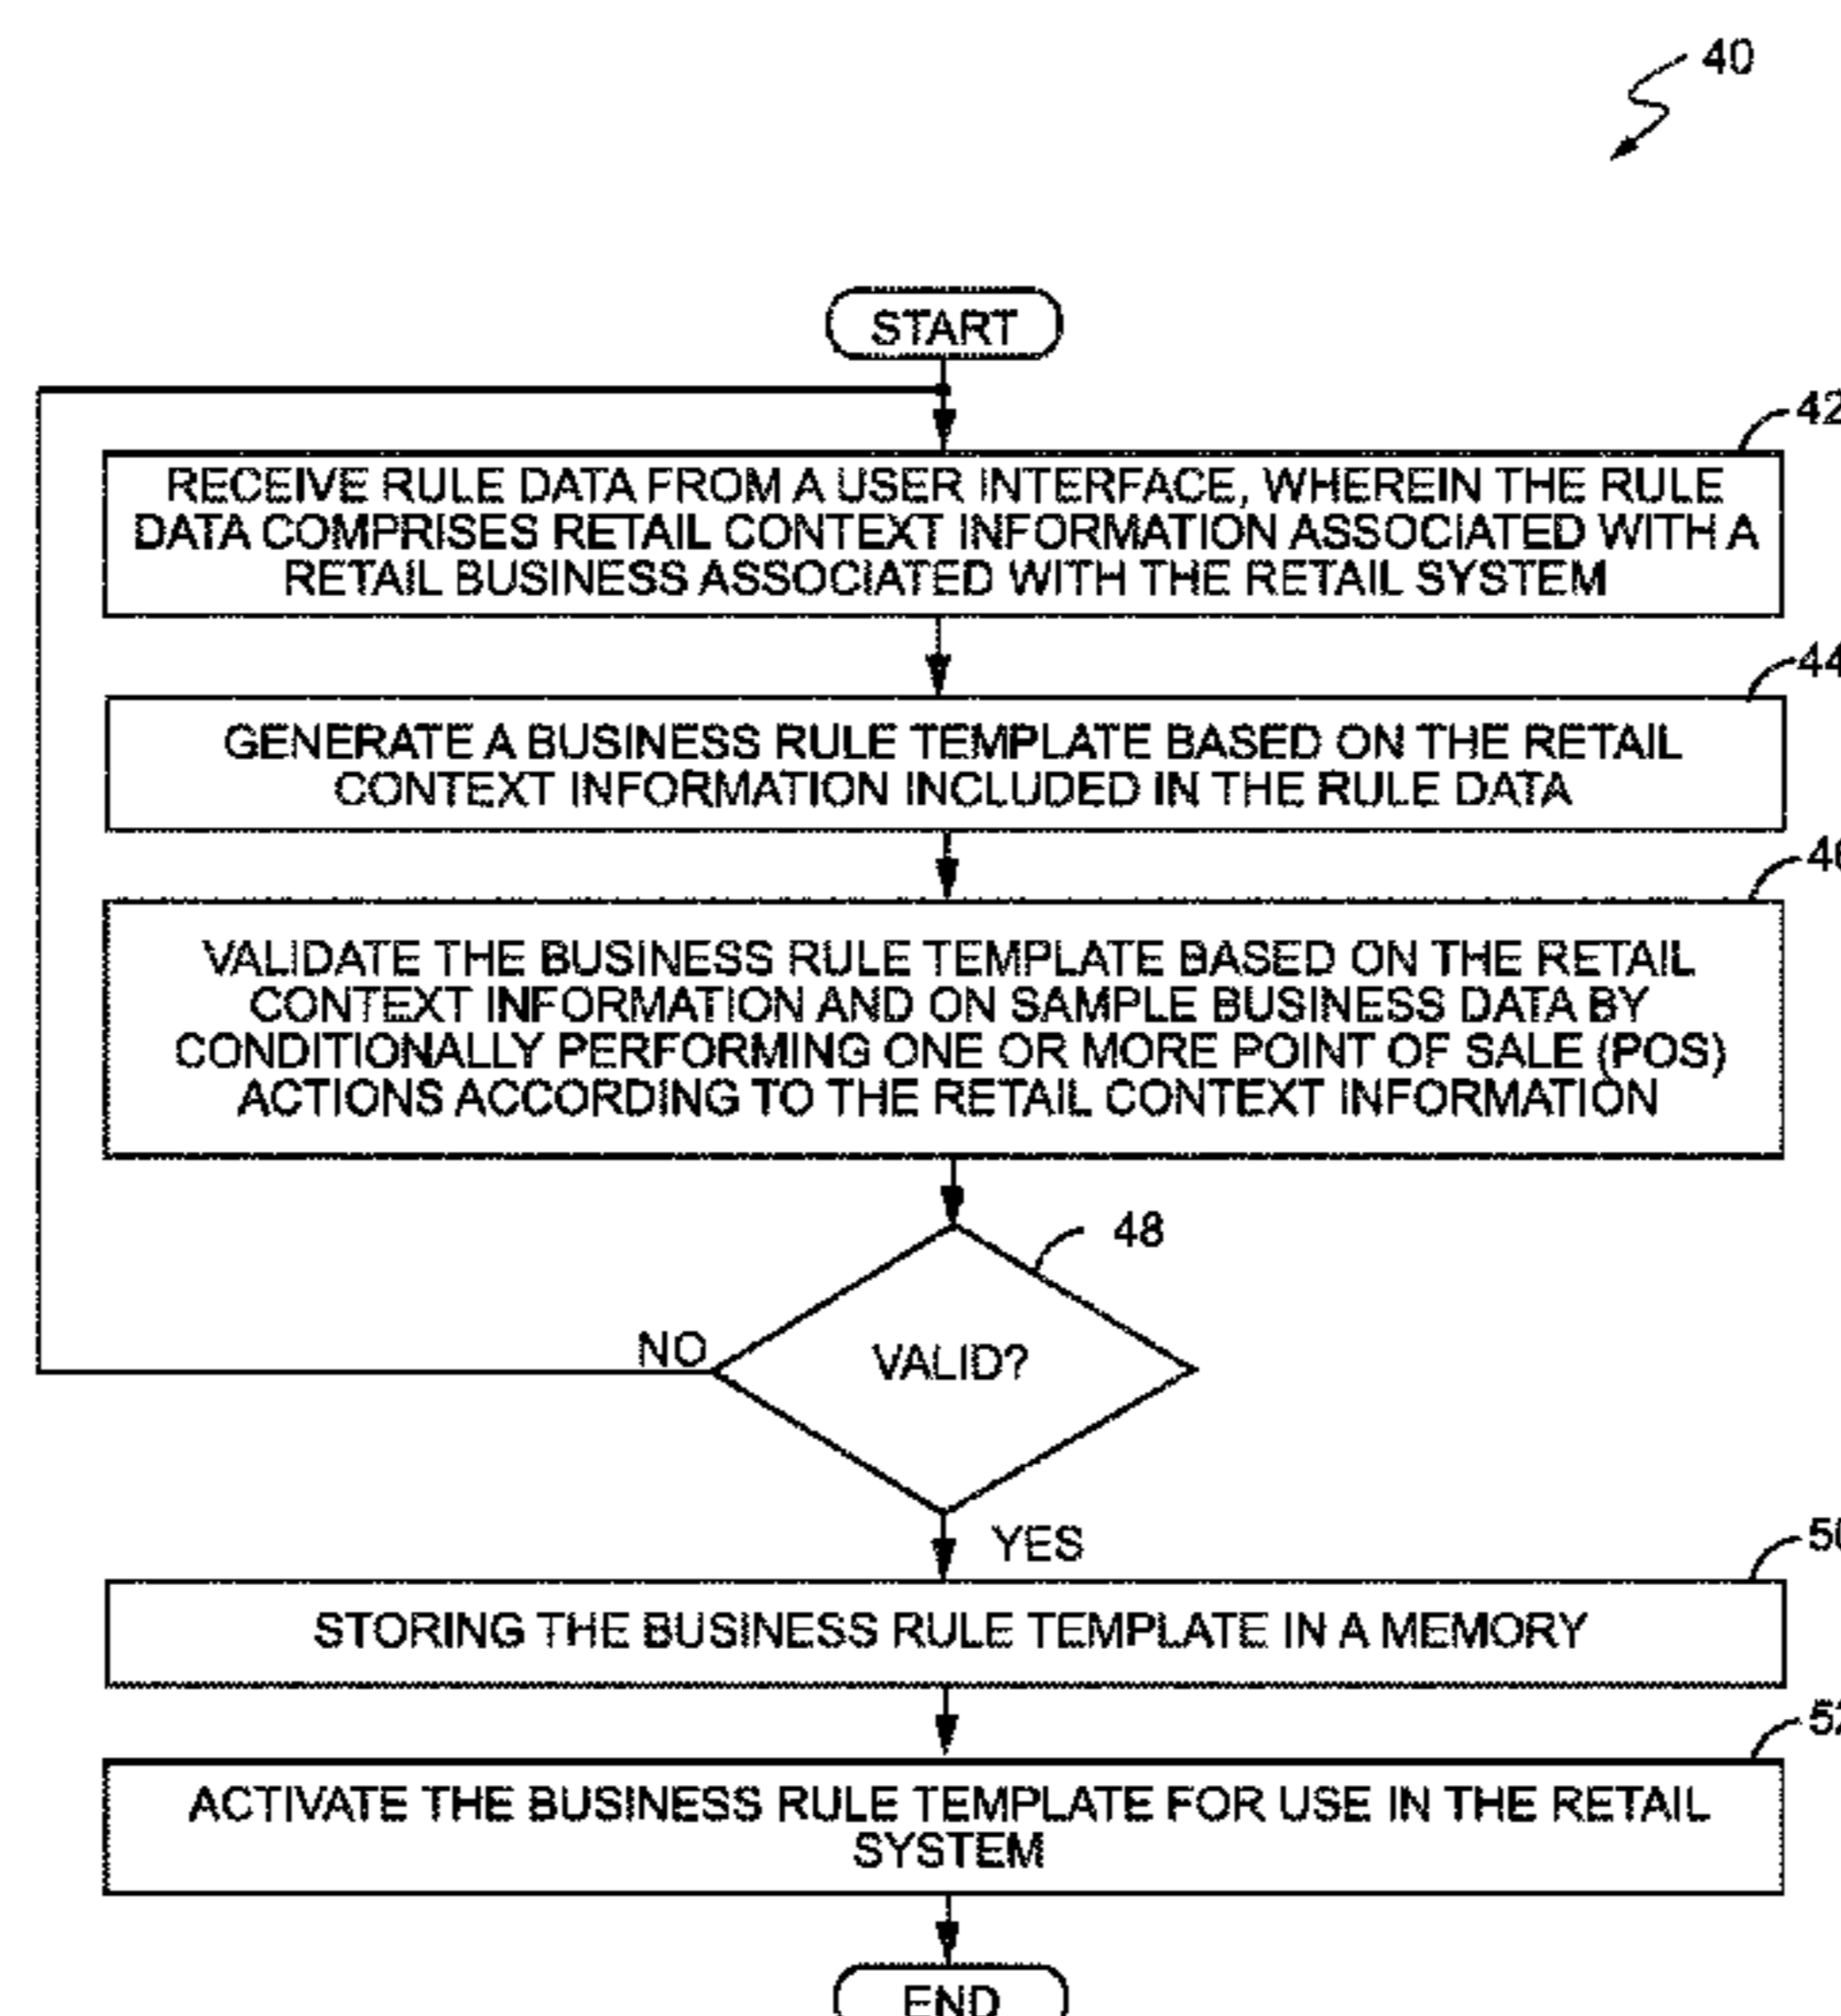 40
START
42
RECEIVE RULE DATA FROM A USER INTERFACE, WHEREIN THE RULE
DATA COMPRISES RETAIL CONTEXT INFORMATION ASSOCIATED WITH A
RETAIL BUSINESS ASSOCIATED WITH THE RETAIL SYSTEM
44
GENERATE A BUSINESS RULE TEMPLATE BASED ON THE RETAIL
CONTEXT INFORMATION INCLUDED IN THE RULE DATA
46
VALIDATE THE BUSINESS RULE TEMPLATE BASED ON THE RETAIL
CONTEXT INFORMATION AND ON SAMPLE BUSINESS DATA BY
CONDITIONALLY PERFORMING ONE OR MORE POINT OF SALE (POS)
ACTIONS ACCORDING TO THE RETAIL CONTEXT INFORMATION
48
NO
VALID?
YES
50
STORING THE BUSINESS RULE TEMPLATE IN A MEMORY
52
ACTIVATE THE BUSINESS RULE TEMPLATE FOR USE IN THE RETAIL
SYSTEM
END